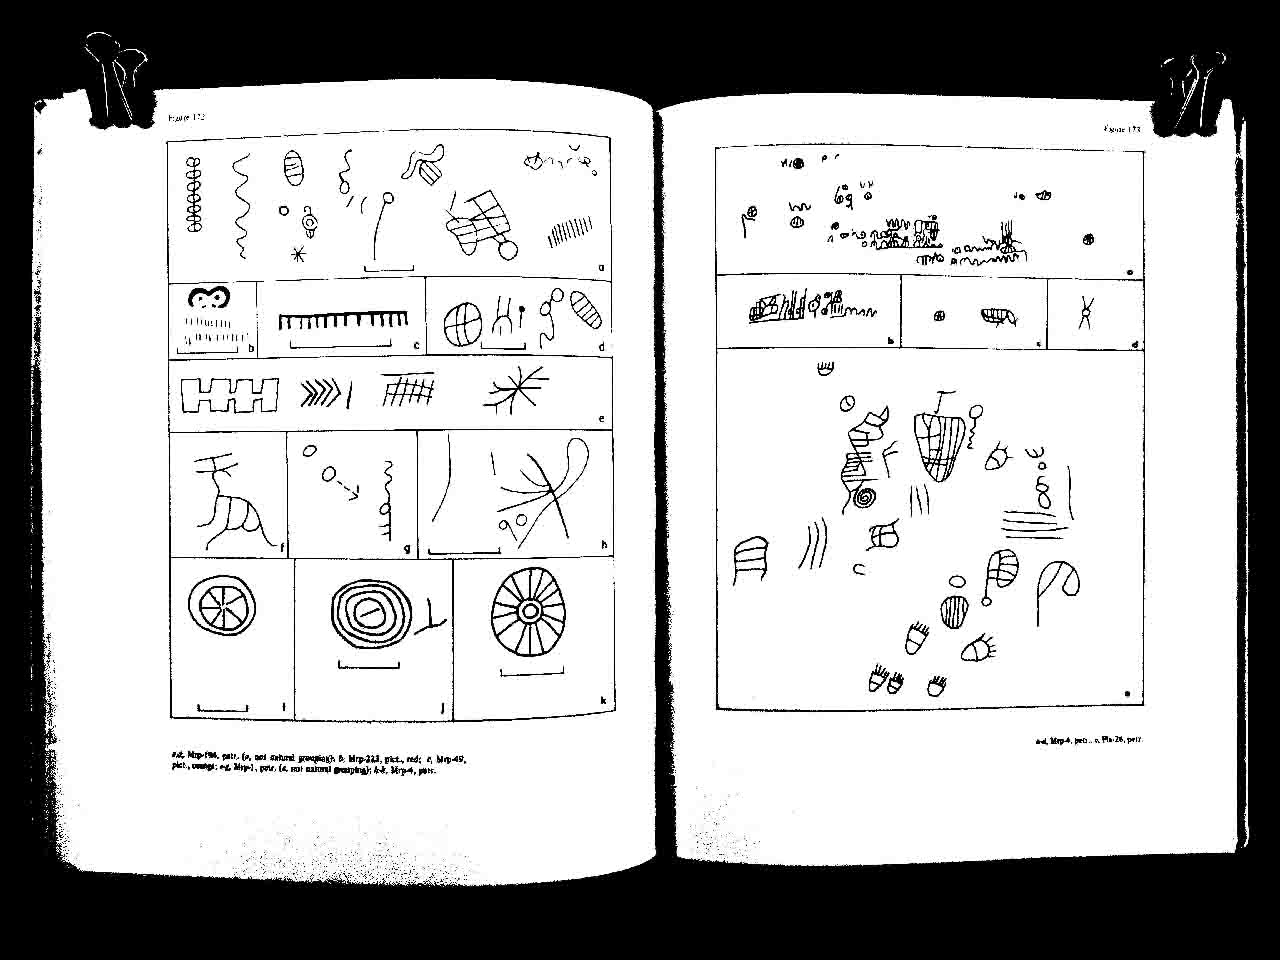 Figure 172
a
b
c
d
e
f
g
h
i
j
k
a,d, Mrp-194, petr. (a, not natural grouping); b, Mrp-223, pict., red; c, Mrp-49,
pict., orange; e-g, Mrp-1, petr. (e, not natural grouping); h-k, Mrp-4, petr.
Figure 173
a
b
c
d
e
a-d, Mrp-4, petr.; e, Pla-26, petr.